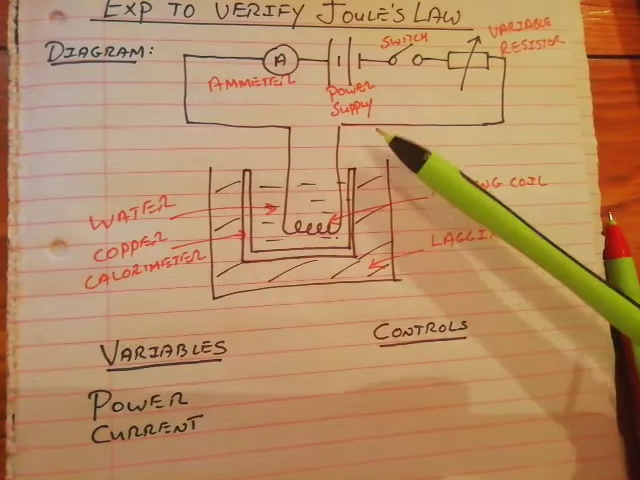 EXP TO VERIFY JOULE'S LAW
DIAGRAM:
VARIABLE
RESISTOR
SWITCH
A
AMMETER
POWER
SUPPLY
COIL
WATER
COPPER
CALORIMETER
CONTROLS
VARIABLES
POWER
CURRENT